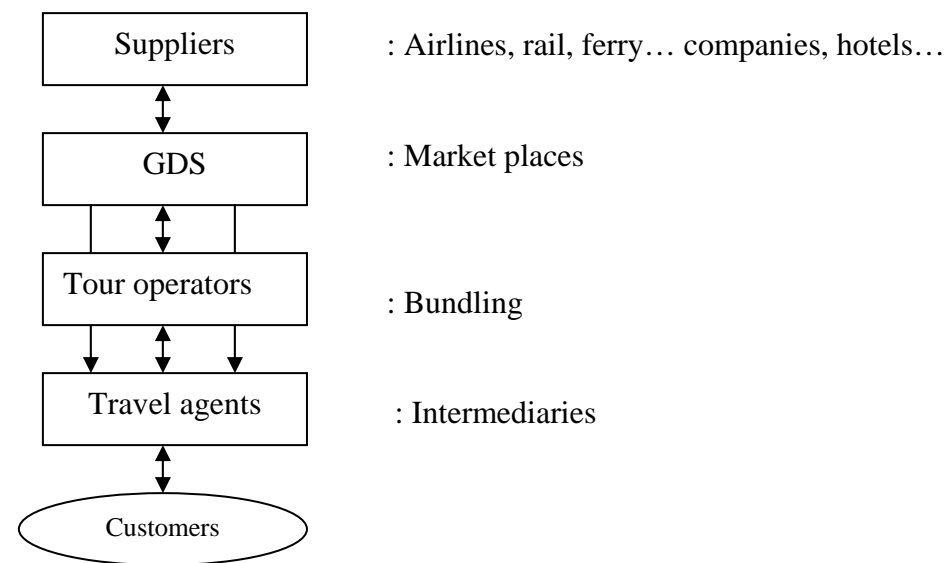 Suppliers : Airlines, rail, ferry… companies, hotels…
GDS : Market places
Tour operators : Bundling
Travel agents : Intermediaries
Customers